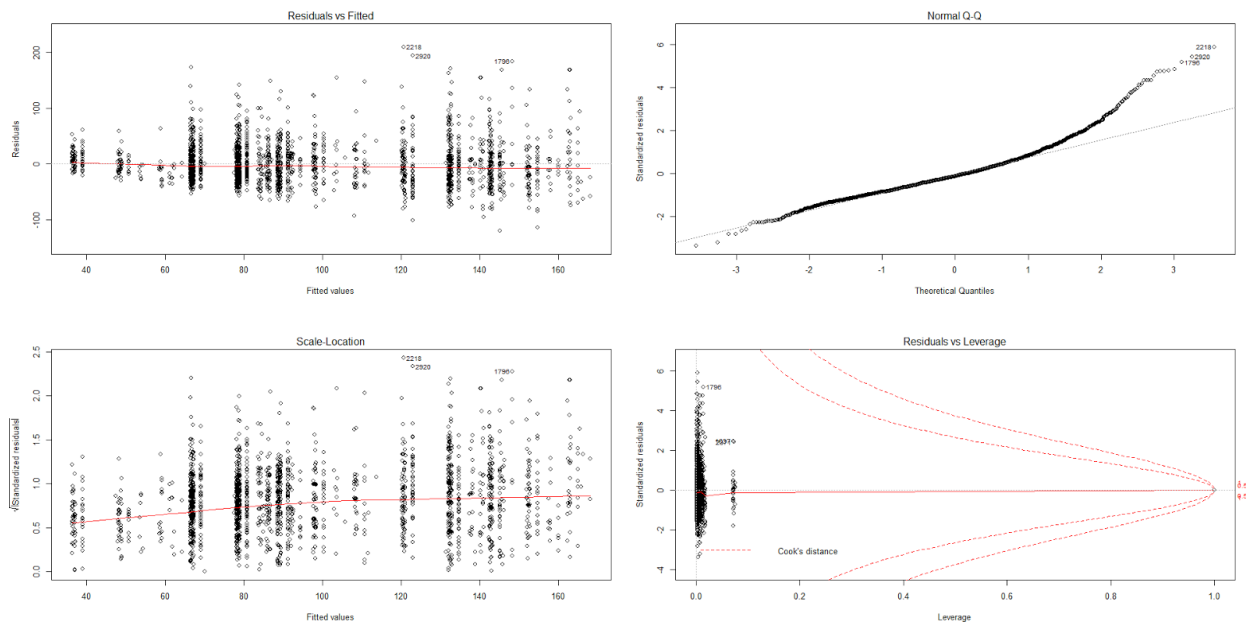 Residuals vs Fitted
Residuals
200
100
0
-100
2218
2920
1796
40 60 80 100 120 140 160
Fitted values
Normal Q-Q
Standardized residuals
6
4
2
0
-2
2218
2920
1796
-3 -2 -1 0 1 2 3
Theoretical Quantiles
Scale-Location
√|Standardized residuals|
2.5
2.0
1.5
1.0
0.5
0.0
2218
2920
1796
40 60 80 100 120 140 160
Fitted values
Residuals vs Leverage
Standardized residuals
6
4
2
0
-2
-4
1796
Cook's distance
1
0.5
0.5
0.0 0.2 0.4 0.6 0.8 1.0
Leverage